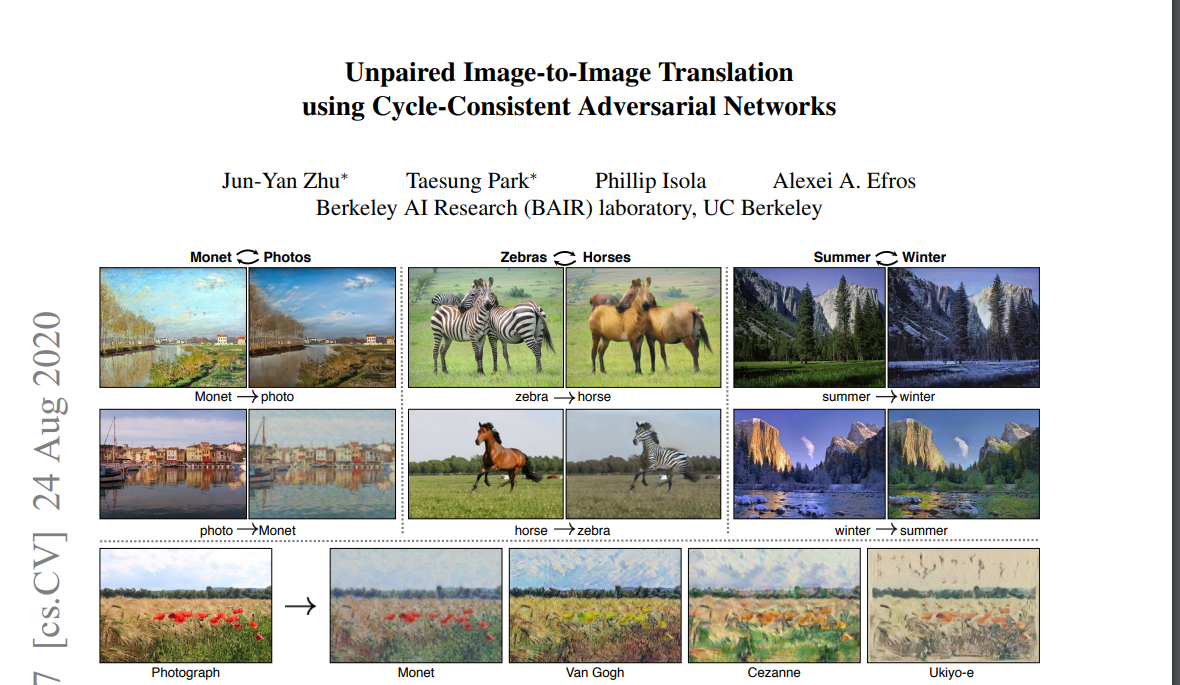 Unpaired Image-to-Image Translation
using Cycle-Consistent Adversarial Networks
Jun-Yan Zhu* Taesung Park* Phillip Isola Alexei A. Efros
Berkeley AI Research (BAIR) laboratory, UC Berkeley
Monet Photos Zebras Horses Summer Winter
Monet → photo zebra → horse summer → winter
photo → Monet horse → zebra winter → summer
Photograph Monet Van Gogh Cezanne Ukiyo-e
7 [cs.CV] 24 Aug 2020